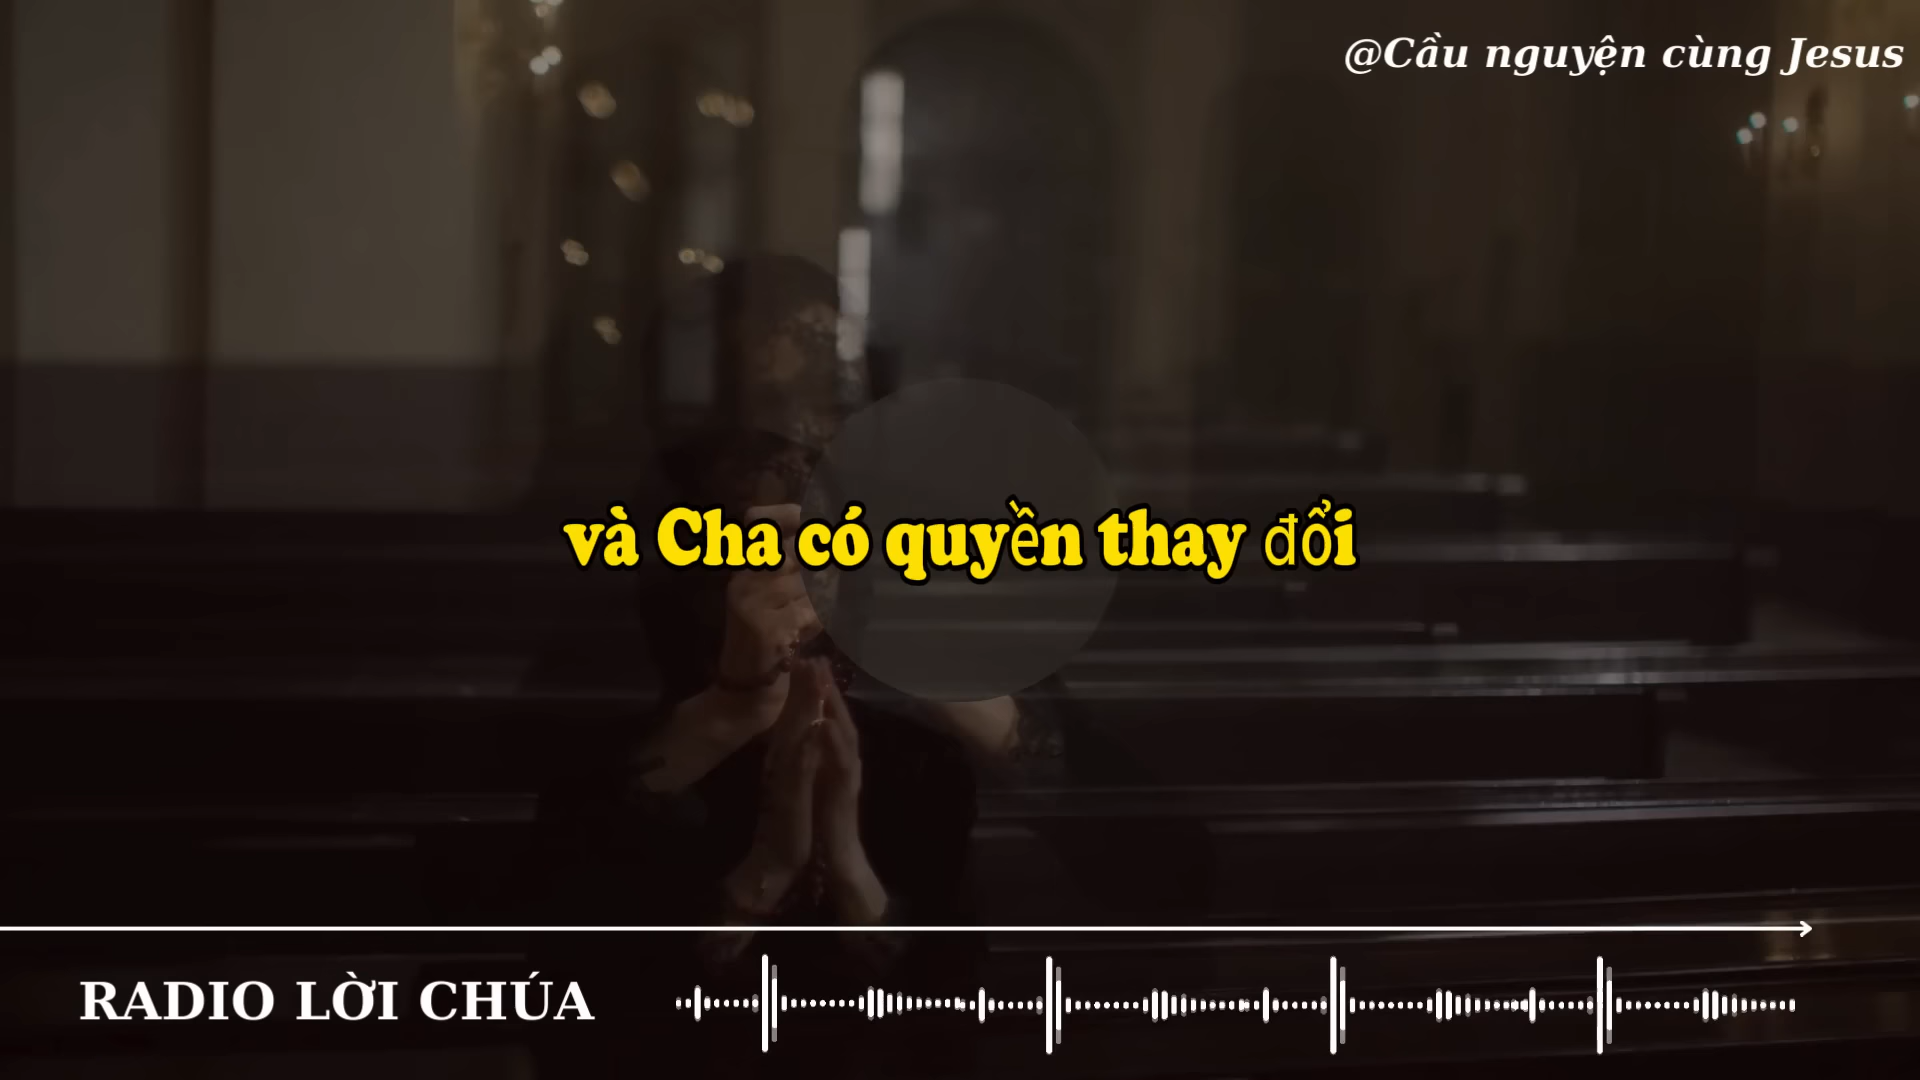 @Cầu nguyện cùng Jesus
và Cha có quyền thay đổi
RADIO LỜI CHÚA